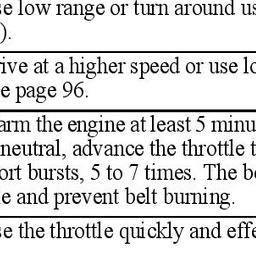 se low range or turn around us
).
ive at a higher speed or use lo
e page 96.
arm the engine at least 5 minu
neutral, advance the throttle t
ort bursts, 5 to 7 times. The be
e and prevent belt burning.
se the throttle quickly and effe